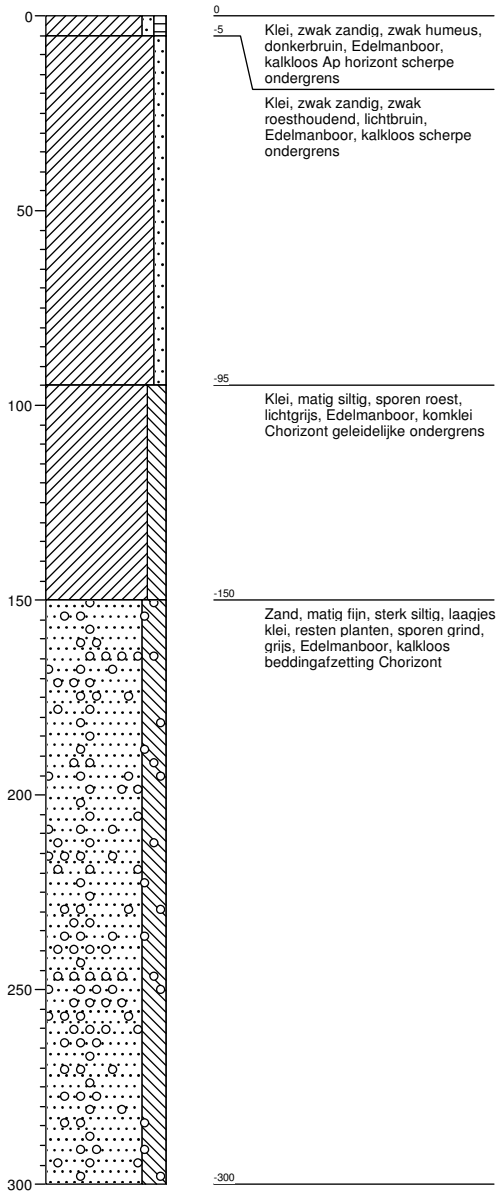 0
0
-5
Klei, zwak zandig, zwak humeus,
donkerbruin, Edelmanboor,
kalkloos Ap horizont scherpe
ondergrens
Klei, zwak zandig, zwak
roesthoudend, lichtbruin,
Edelmanboor, kalkloos scherpe
ondergrens
50
-95
100
Klei, matig siltig, sporen roest,
lichtgrijs, Edelmanboor, komklei
Chorizont geleidelijke ondergrens
150
-150
Zand, matig fijn, sterk siltig, laagjes
klei, resten planten, sporen grind,
grijs, Edelmanboor, kalkloos
beddingafzetting Chorizont
200
250
300
-300